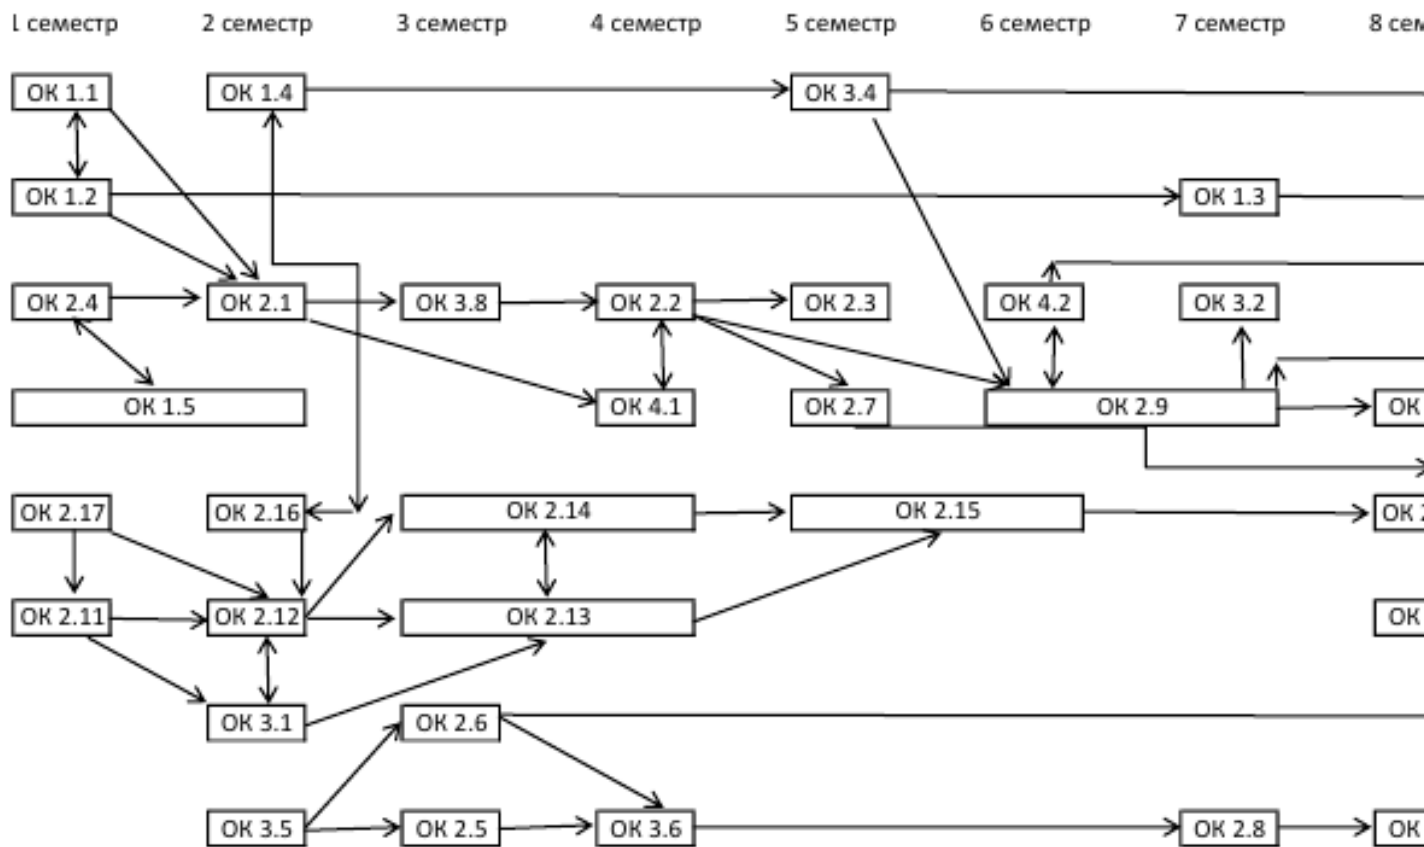 1 семестр 2 семестр 3 семестр 4 семестр 5 семестр 6 семестр 7 семестр 8 сем
ОК 1.1 ОК 1.4 ОК 3.4
ОК 1.2 ОК 1.3
ОК 2.4 ОК 2.1 ОК 3.8 ОК 2.2 ОК 2.3 ОК 4.2 ОК 3.2
ОК 1.5 ОК 4.1 ОК 2.7 ОК 2.9 ОК
ОК 2.17 ОК 2.16 ОК 2.14 ОК 2.15 ОК 2
ОК 2.11 ОК 2.12 ОК 2.13 ОК
ОК 3.1 ОК 2.6
ОК 3.5 ОК 2.5 ОК 3.6 ОК 2.8 ОК